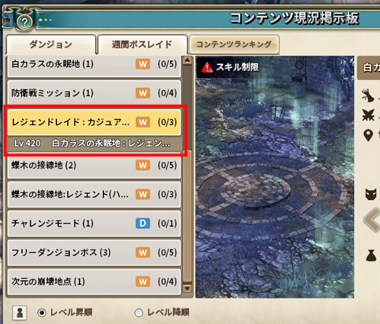 コンテンツ現況掲示板
ダンジョン
週間ボスレイド
コンテンツランキング
白カラスの永眠地 (1) W (0/5)
防衛戦ミッション (1) W (0/4)
レジェンドレイド : カジュア... W (0/3)
Lv 420 白カラスの永眠地 : レジェン...
蝶木の接線地 (2) W (0/5)
蝶木の接線地:レジェンド(ハ... W (0/3)
チャレンジモード (1) D (0/1)
フリーダンジョンボス (3) W (0/5)
次元の崩壊地点 (1) W (0/4)
スキル制限
白カ
レベル昇順
レベル降順